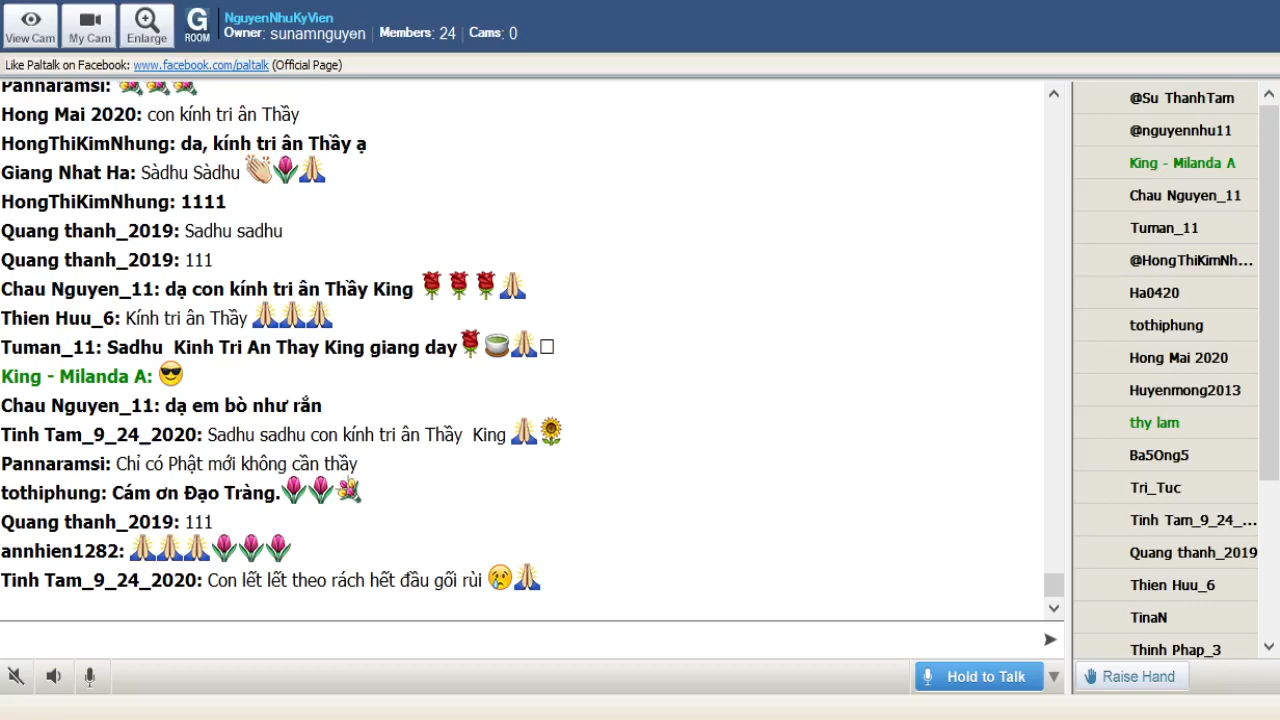 View Cam
My Cam
Enlarge
G
ROOM
NguyenNhuKyVien
Owner: sunamnguyen | Members: 24 | Cams: 0
Like Paltalk on Facebook: www.facebook.com/paltalk (Official Page)
Pannaramsi:
Hong Mai 2020: con kính tri ân Thầy
HongThiKimNhung: da, kính tri ân Thầy ạ
Giang Nhat Ha: Sàdhu Sàdhu
HongThiKimNhung: 1111
Quang thanh_2019: Sadhu sadhu
Quang thanh_2019: 111
Chau Nguyen_11: dạ con kính tri ân Thầy King
Thien Huu_6: Kính tri ân Thầy
Tuman_11: Sadhu  Kinh Tri An Thay King giang day
King - Milanda A:
Chau Nguyen_11: dạ em bò như rắn
Tinh Tam_9_24_2020: Sadhu sadhu con kính tri ân Thầy  King
Pannaramsi: Chỉ có Phật mới không cần thầy
tothiphung: Cám ơn Đạo Tràng.
Quang thanh_2019: 111
annhien1282:
Tinh Tam_9_24_2020: Con lết lết theo rách hết đầu gối rùi
Hold to Talk
@Su ThanhTam
@nguyennhu11
King - Milanda A
Chau Nguyen_11
Tuman_11
@HongThiKimNh...
Ha0420
tothiphung
Hong Mai 2020
Huyenmong2013
thy lam
Ba5Ong5
Tri_Tuc
Tinh Tam_9_24_...
Quang thanh_2019
Thien Huu_6
TinaN
Thinh Phap_3
Raise Hand